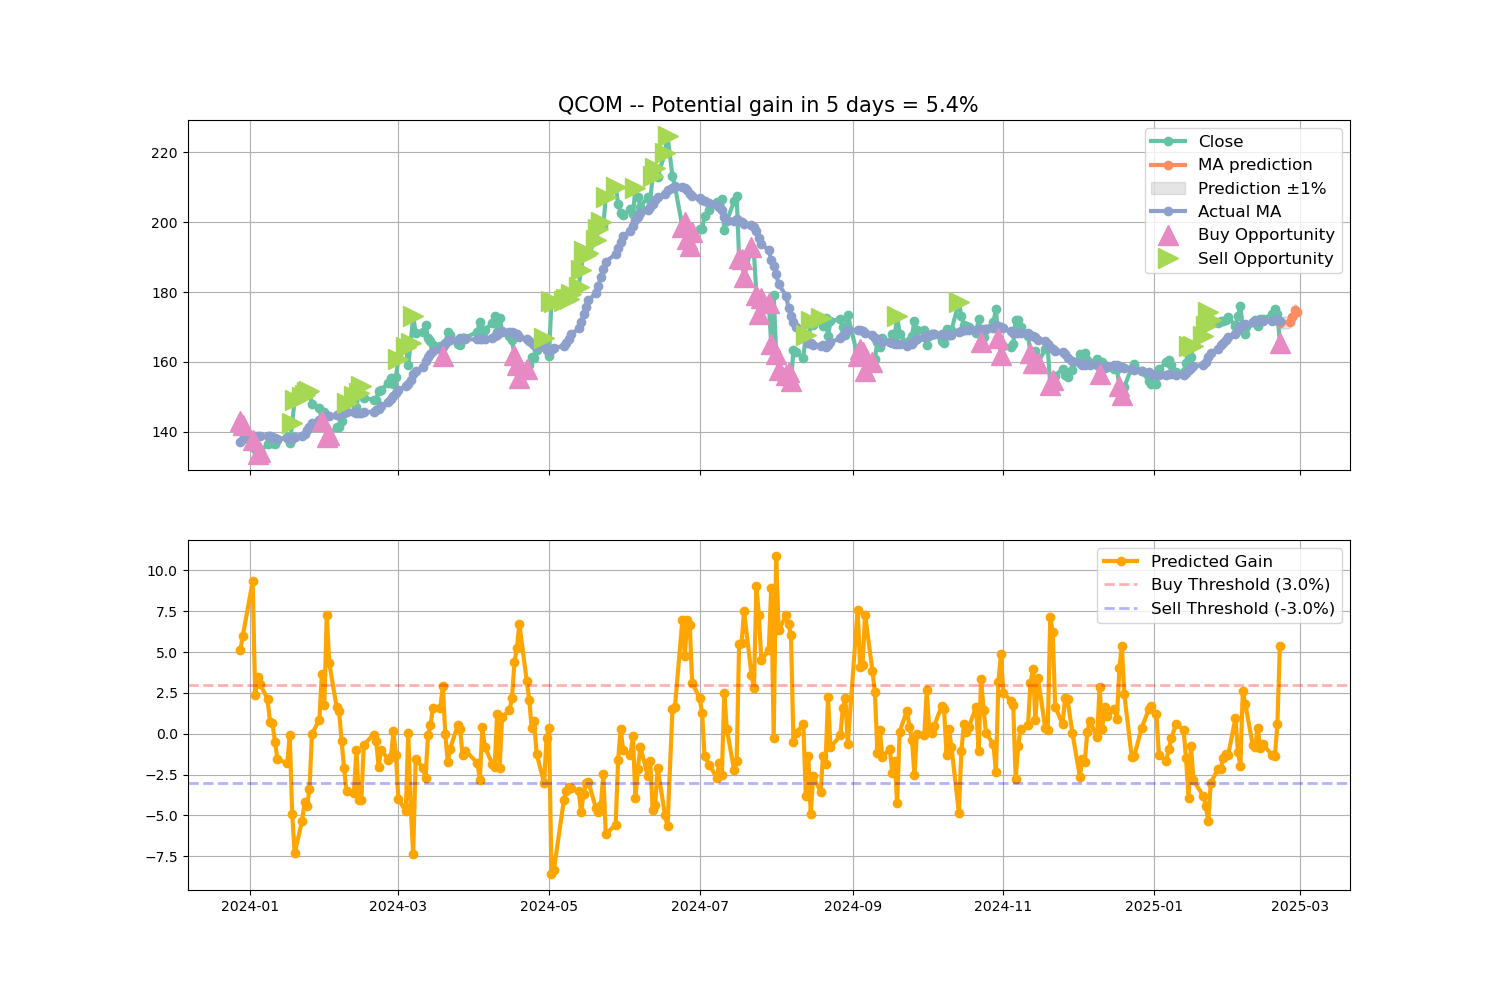 QCOM -- Potential gain in 5 days = 5.4%
220
200
180
160
140
Close
MA prediction
Prediction ±1%
Actual MA
Buy Opportunity
Sell Opportunity
10.0
7.5
5.0
2.5
0.0
−2.5
−5.0
−7.5
Predicted Gain
Buy Threshold (3.0%)
Sell Threshold (-3.0%)
2024-01
2024-03
2024-05
2024-07
2024-09
2024-11
2025-01
2025-03